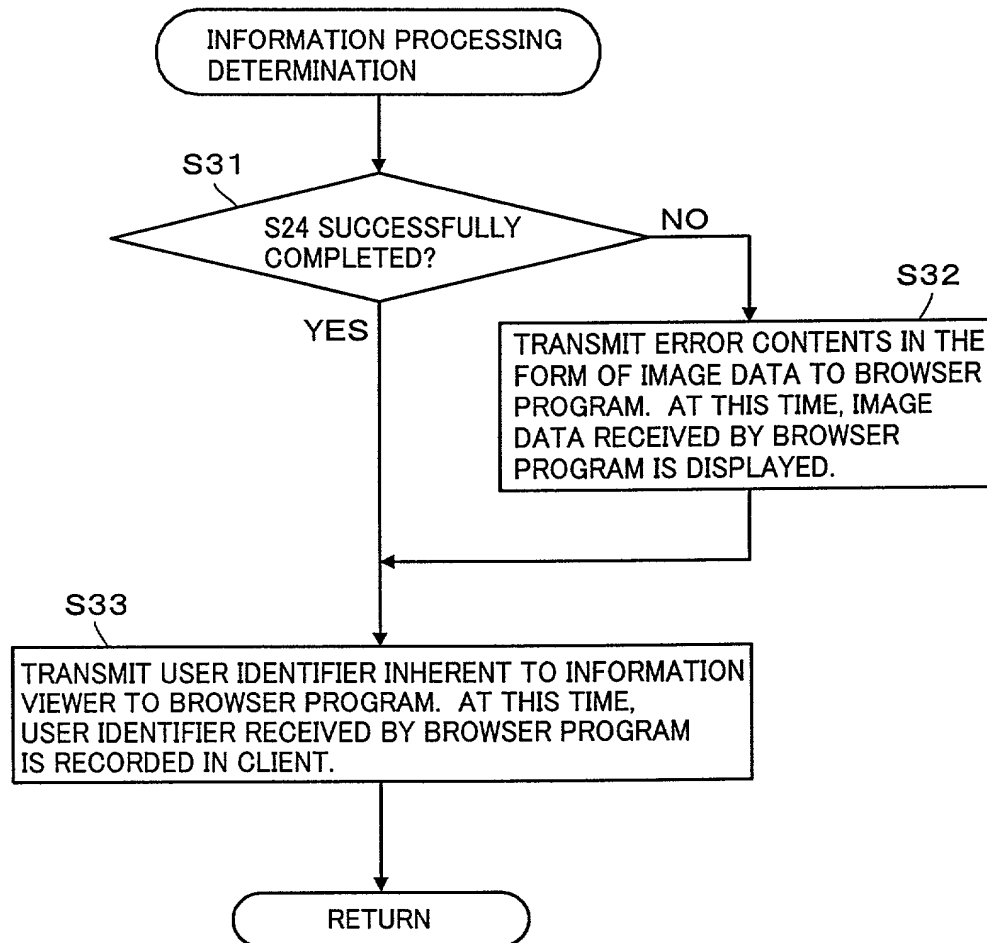 INFORMATION PROCESSING
DETERMINATION
S31
S24 SUCCESSFULLY
COMPLETED?
NO
YES
S32
TRANSMIT ERROR CONTENTS IN THE
FORM OF IMAGE DATA TO BROWSER
PROGRAM. AT THIS TIME, IMAGE
DATA RECEIVED BY BROWSER
PROGRAM IS DISPLAYED.
S33
TRANSMIT USER IDENTIFIER INHERENT TO INFORMATION
VIEWER TO BROWSER PROGRAM. AT THIS TIME,
USER IDENTIFIER RECEIVED BY BROWSER PROGRAM
IS RECORDED IN CLIENT.
RETURN